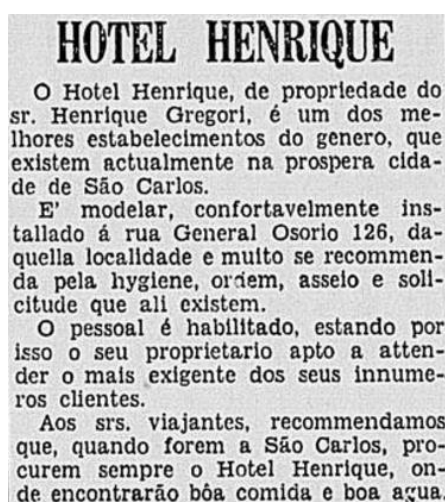 HOTEL HENRIQUE
O Hotel Henrique, de propriedade do
sr. Henrique Gregori, é um dos me-
lhores estabelecimentos do genero, que
existem actualmente na prospera cida-
de de São Carlos.
E' modelar, confortavelmente ins-
tallado á rua General Osorio 126, da-
quella localidade e muito se recommen-
da pela hygiene, ordem, asseio e soli-
citude que ali existem.
O pessoal é habilitado, estando por
isso o seu proprietario apto a atten-
der o mais exigente dos seus innume-
ros clientes.
Aos srs. viajantes, recommendamos
que, quando forem a São Carlos, pro-
curem sempre o Hotel Henrique, on-
de encontrarão bôa comida e boa agua